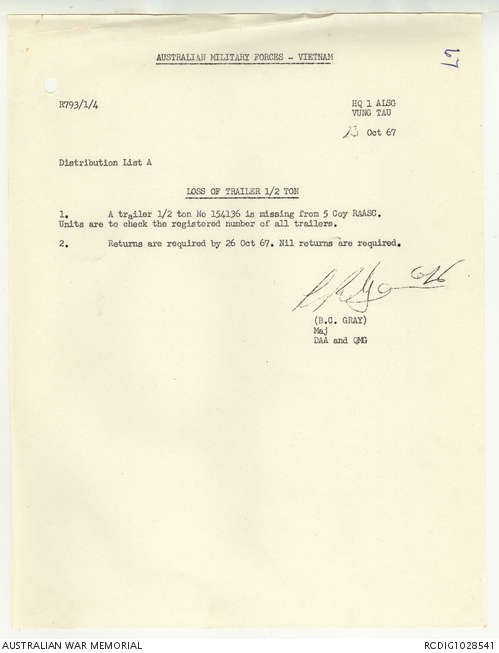 AUSTRALIAN MILITARY FORCES - VIETNAM
67
R793/1/4
HQ 1 ALSG
VUNG TAU
13 Oct 67
Distribution List A
LOSS OF TRAILER 1/2 TON
1. A trailer 1/2 ton No 154136 is missing from 5 Coy RAASC.
Units are to check the registered number of all trailers.
2. Returns are required by 26 Oct 67. Nil returns are required.
(B.C. GRAY)
Maj
DAA and QMG
AUSTRALIAN WAR MEMORIAL
RCDIG1028541